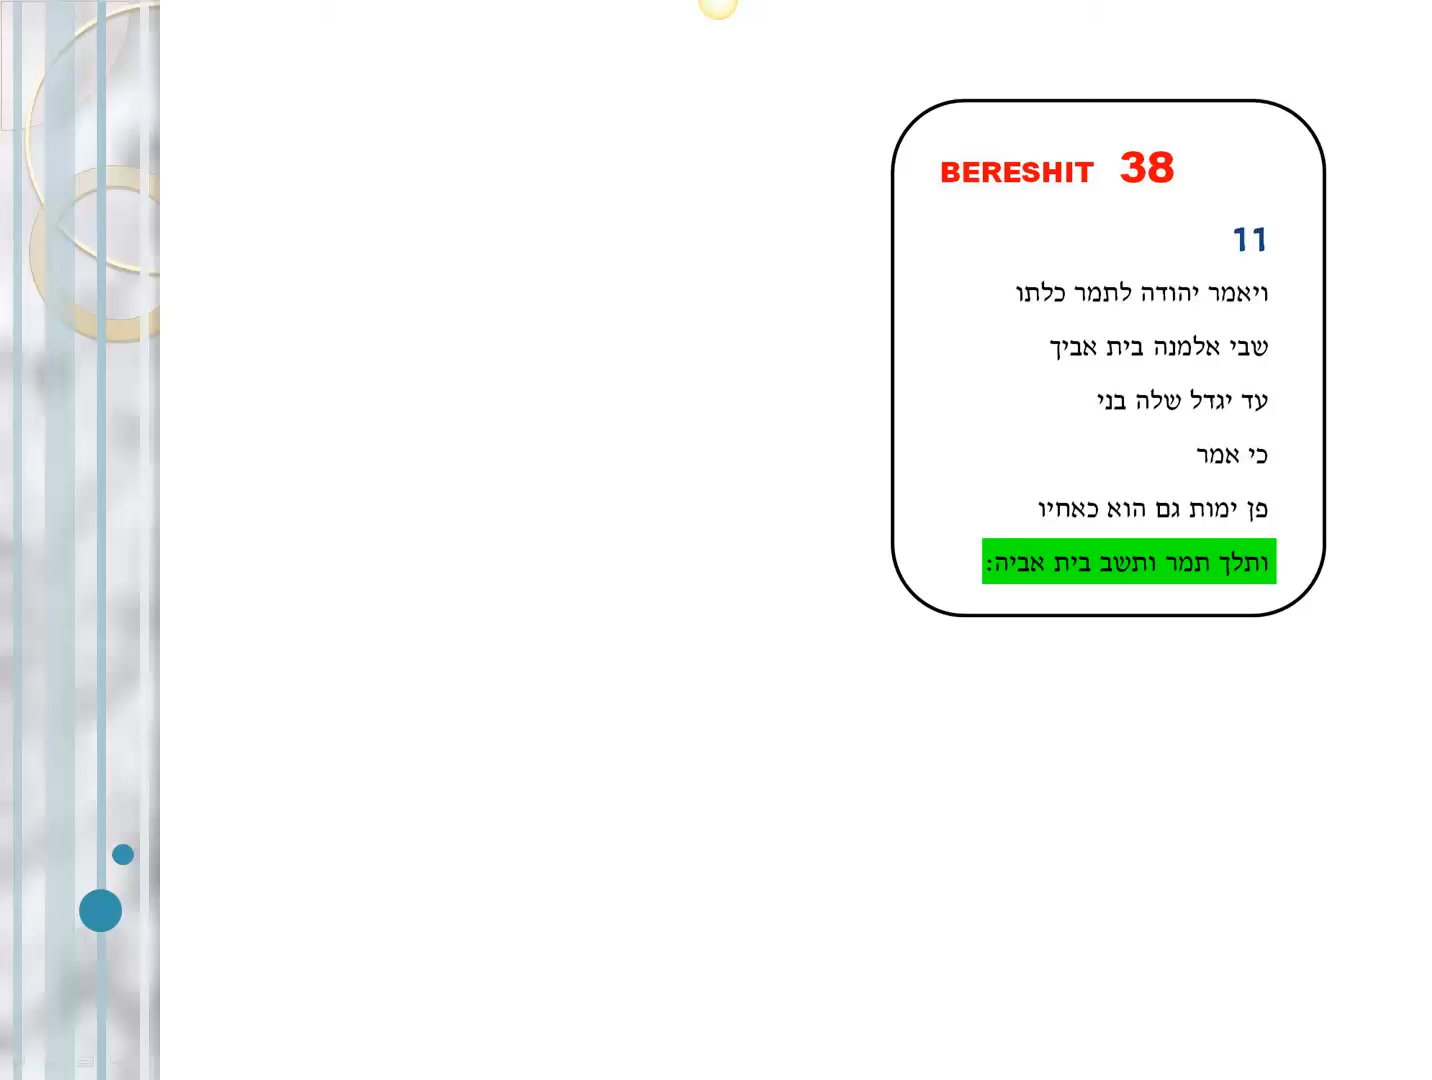 BERESHIT 38
11
ויאמר יהודה לתמר כלתו
שבי אלמנה בית אביך
עד יגדל שלה בני
כי אמר
פן ימות גם הוא כאחיו
ותלך תמר ותשב בית אביה: